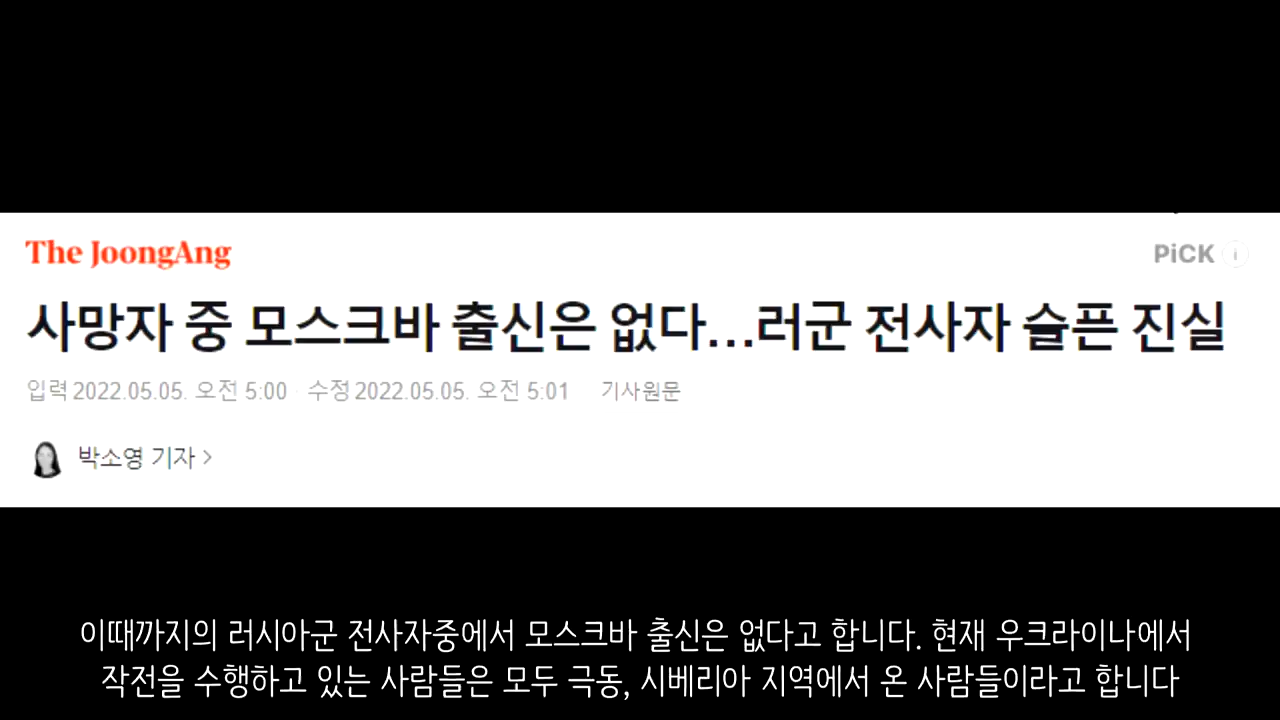 The JoongAng
PiCK i
사망자 중 모스크바 출신은 없다...러군 전사자 슬픈 진실
입력 2022.05.05. 오전 5:00 · 수정 2022.05.05. 오전 5:01 기사원문
박소영 기자 >
이때까지의 러시아군 전사자중에서 모스크바 출신은 없다고 합니다. 현재 우크라이나에서
작전을 수행하고 있는 사람들은 모두 극동, 시베리아 지역에서 온 사람들이라고 합니다